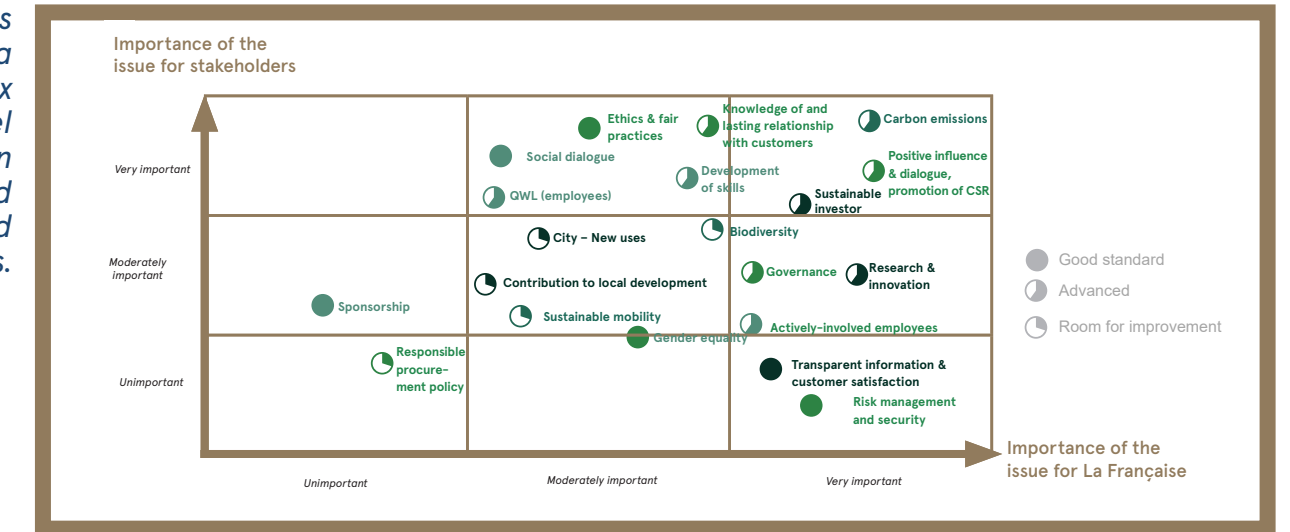 s
a
x
el
n
d
d
s.
Importance of the
issue for stakeholders
Very important
Moderately
important
Unimportant
Ethics & fair
practices
Social dialogue
QWL (employees)
Knowledge of and
lasting relationship
with customers
Development
of skills
Carbon emissions
Positive influence
& dialogue,
promotion of CSR
Sustainable
investor
City – New uses
Biodiversity
Contribution to local development
Governance
Research &
innovation
Sponsorship
Sustainable mobility
Gender equality
Actively-involved employees
Responsible
procure-
ment policy
Transparent information &
customer satisfaction
Risk management
and security
Good standard
Advanced
Room for improvement
Unimportant
Moderately important
Very important
Importance of the
issue for La Française